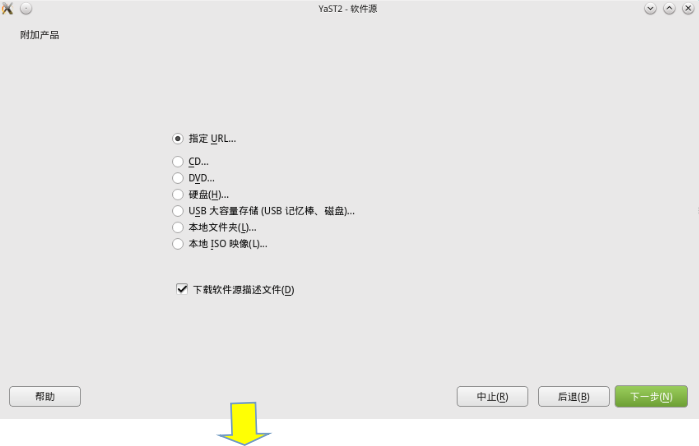 YaST2 - 软件源
附加产品
指定 URL...
CD...
DVD...
硬盘(H)...
USB 大容量存储 (USB 记忆棒、磁盘)...
本地文件夹(L)...
本地 ISO 映像(L)...
下载软件源描述文件(D)
帮助
中止(R)
后退(B)
下一步(N)